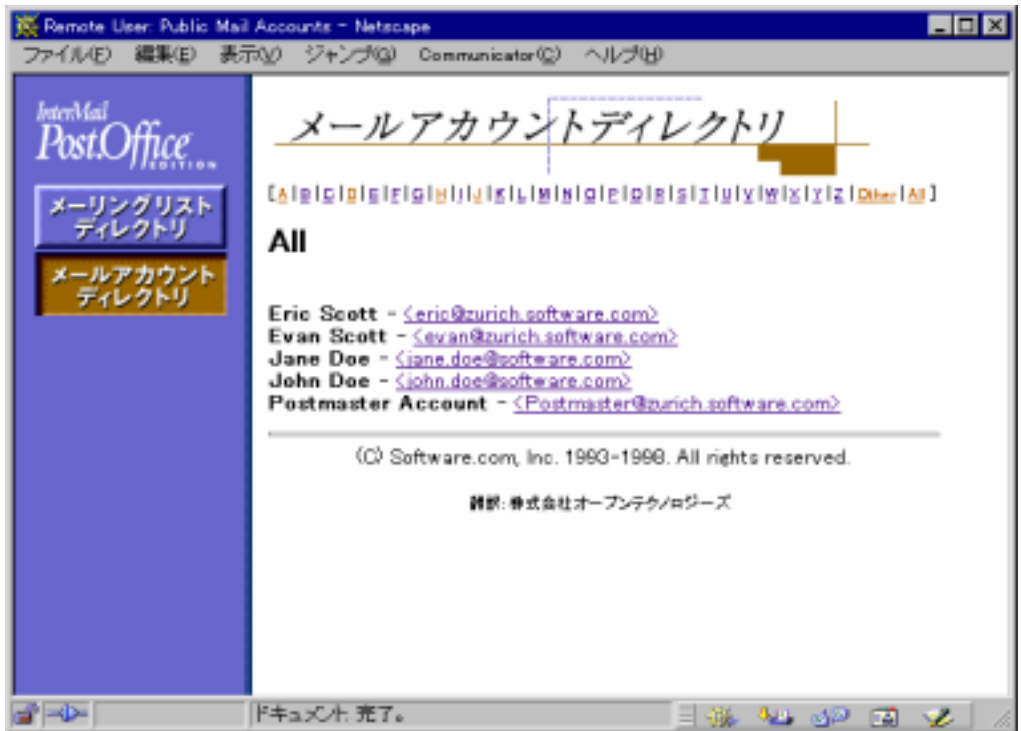 Remote User: Public Mail Accounts - Netscape
ファイル(F) 編集(E) 表示(V) ジャンプ(G) Communicator(C) ヘルプ(H)
InterMail
Post.Office
EDITION
メーリングリスト
ディレクトリ
メールアカウント
ディレクトリ
メールアカウントディレクトリ
[A|B|C|D|E|F|G|H|I|J|K|L|M|N|O|P|Q|R|S|T|U|V|W|X|Y|Z|Other|All]
All
Eric Scott - <eric@zurich.software.com>
Evan Scott - <evan@zurich.software.com>
Jane Doe - <jane.doe@software.com>
John Doe - <john.doe@software.com>
Postmaster Account - <Postmaster@zurich.software.com>
(C) Software.com, Inc. 1993-1998. All rights reserved.
翻訳: 株式会社オープンテクノロジーズ
ドキュメント: 完了。